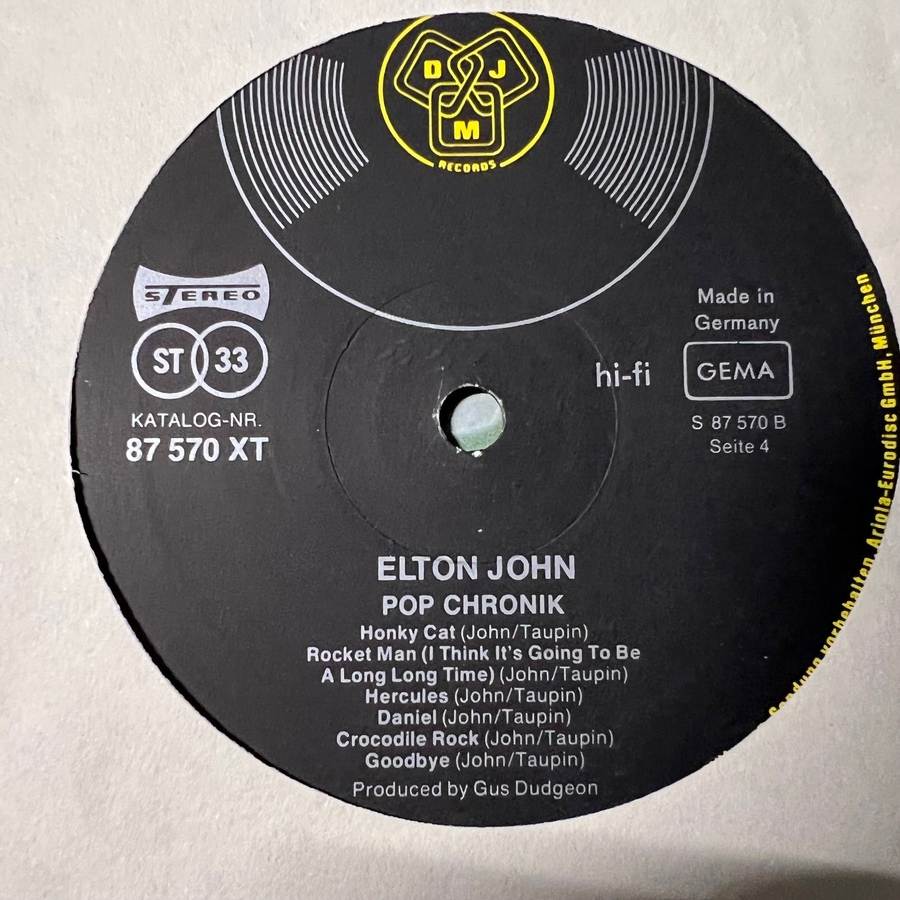 D J
M
RECORDS
STEREO
ST 33
KATALOG-NR.
87 570 XT
Made in
Germany
hi-fi
GEMA
S 87 570 B
Seite 4
ELTON JOHN
POP CHRONIK
Honky Cat (John/Taupin)
Rocket Man (I Think It's Going To Be
A Long Long Time) (John/Taupin)
Hercules (John/Taupin)
Daniel (John/Taupin)
Crocodile Rock (John/Taupin)
Goodbye (John/Taupin)
Produced by Gus Dudgeon
Sendung vorbehalten. Ariola-Eurodisc GmbH, München